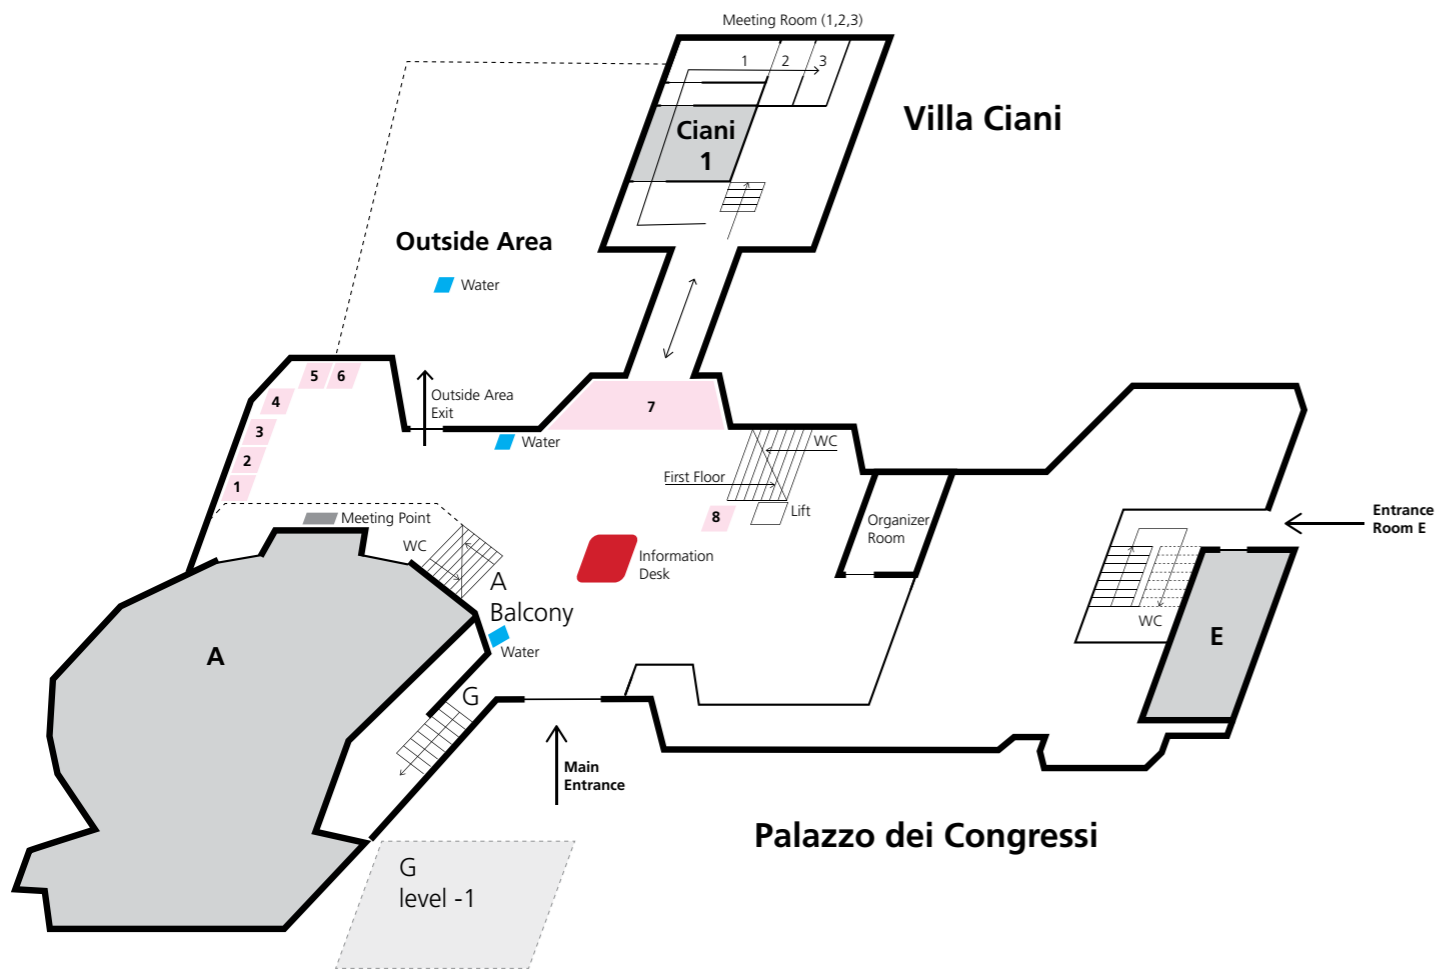 Meeting Room (1,2,3)
1
2
3
Villa Ciani
Ciani
1
Outside Area
Water
5
6
4
3
2
1
Outside Area
Exit
7
Water
WC
First Floor
8
Lift
Organizer
Room
Entrance
Room E
Meeting Point
WC
Information
Desk
A
Balcony
Water
WC
E
A
G
Main
Entrance
Palazzo dei Congressi
G
level -1